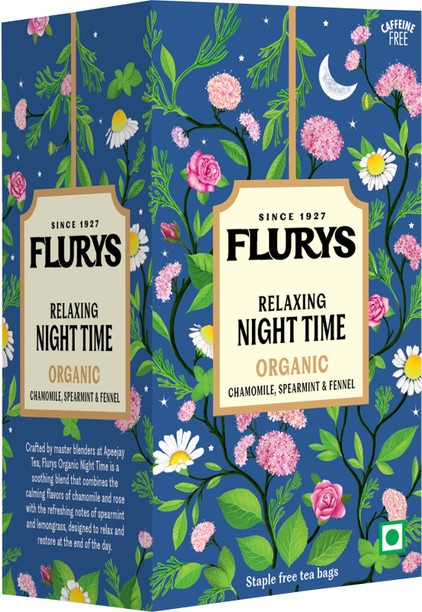 SINCE 1927
FLURYS
RELAXING
NIGHT TIME
ORGANIC
CHAMOMILE, SPEARMINT & FENNEL
Crafted by master blenders at Apeejay
Tea, Flurys Organic Night Time is a
soothing blend that combines the
calming flavors of chamomile and rose
with the refreshing notes of spearmint
and lemongrass, designed to relax and
restore at the end of the day.
CAFFEINE
FREE
SINCE 1927
FLURYS
RELAXING
NIGHT TIME
ORGANIC
CHAMOMILE, SPEARMINT & FENNEL
Staple free tea bags